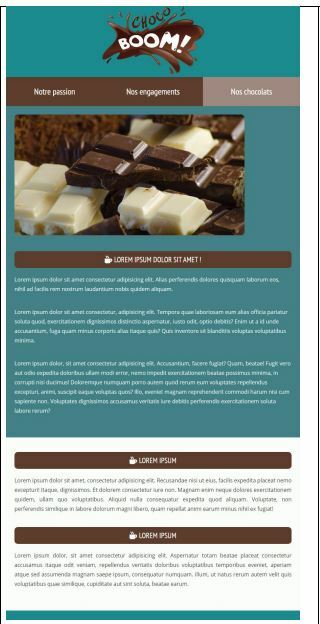 CHOCO
BOOM!
Notre passion
Nos engagements
Nos chocolats
LOREM IPSUM DOLOR SIT AMET !
Lorem ipsum dolor sit amet consectetur adipisicing elit. Alias perferendis dolores quisquam laborum eos,
nihil ad facilis rem nostrum laudantium nobis quidem aliquam.
Lorem ipsum dolor sit amet consectetur adipisicing elit. Tempora quae laboriosam eum alias officia pariatur
soluta quod, exercitationem dignissimos distinctio aspernatur, iusto odit, optio debitis? Enim ut a id unde
accusantium, fuga quam minus corporis alias itaque quis? Quis inventore sit blanditiis voluptas voluptatibus
minima.
Lorem ipsum dolor sit amet consectetur adipisicing elit. Accusantium, facere fugiat? Quam, beatae! Fugit vero
aut odio expedita doloribus ullam modi error, nemo impedit exercitationem beatae possimus minima, in
corrupti nisi ducimus! Doloremque numquam porro autem quod rerum eum voluptates repellendus
excepturi, animi, suscipit eaque voluptas quos? Illo, eveniet magnam reprehenderit commodi harum nisi cum
sapiente non. Voluptates dignissimos accusamus veritatis iure debitis perferendis exercitationem soluta
labore rerum?
LOREM IPSUM
Lorem ipsum dolor sit amet consectetur adipisicing elit. Recusandae nisi ut eius, facilis expedita placeat nemo
excepturi! Itaque, dignissimos. Et dolorem consectetur iure non. Magnam enim neque dolores exercitationem
quidem, ullam quo voluptatibus. Aliquid nulla consequatur expedita quod aliquam. Voluptate, non
perferendis similique in labore dolorum magni libero, quam repellat animi earum minus nihil ex fugiat!
LOREM IPSUM
Lorem ipsum dolor, sit amet consectetur adipisicing elit. Aspernatur totam beatae placeat consectetur
accusamus itaque odit veniam, repellendus veritatis doloribus voluptatibus temporibus eveniet, aperiam
atque sed assumenda magnam saepe ipsum, consequatur numquam. Illum, ut natus rerum autem velit quis
voluptatibus quae similique, cupiditate aut sint soluta, beatae earum.